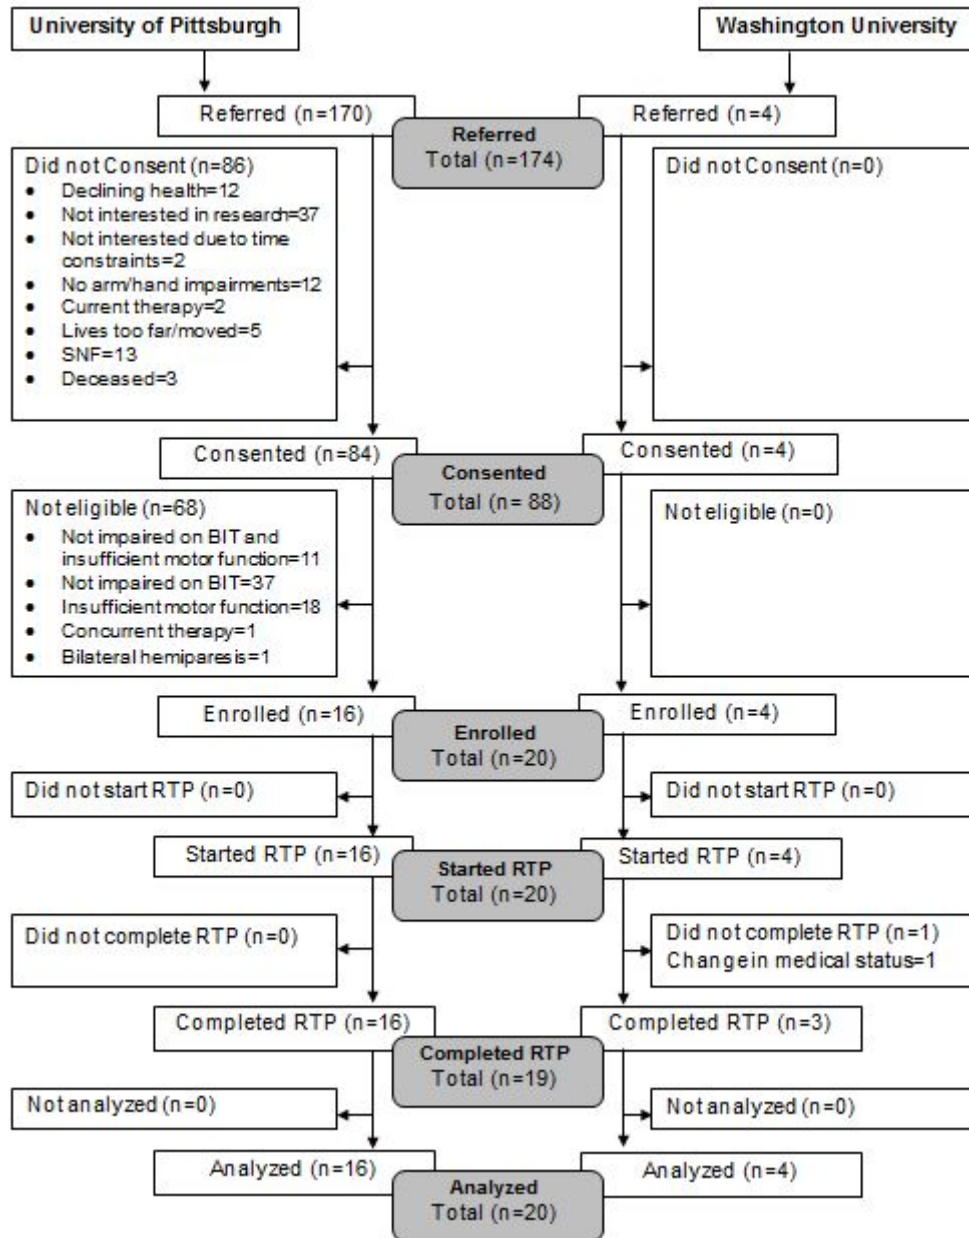 University of Pittsburgh
Washington University
Referred (n=170)
Referred (n=4)
Referred
Total (n=174)
Did not Consent (n=86)
• Declining health=12
• Not interested in research=37
• Not interested due to time
constraints=2
• No arm/hand impairments=12
• Current therapy=2
• Lives too far/moved=5
• SNF=13
• Deceased=3
Did not Consent (n=0)
Consented (n=84)
Consented (n=4)
Consented
Total (n= 88)
Not eligible (n=68)
• Not impaired on BIT and
insufficient motor function=11
• Not impaired on BIT=37
• Insufficient motor function=18
• Concurrent therapy=1
• Bilateral hemiparesis=1
Not eligible (n=0)
Enrolled (n=16)
Enrolled (n=4)
Enrolled
Total (n=20)
Did not start RTP (n=0)
Did not start RTP (n=0)
Started RTP (n=16)
Started RTP (n=4)
Started RTP
Total (n=20)
Did not complete RTP (n=0)
Did not complete RTP (n=1)
Change in medical status=1
Completed RTP (n=16)
Completed RTP (n=3)
Completed RTP
Total (n=19)
Not analyzed (n=0)
Not analyzed (n=0)
Analyzed (n=16)
Analyzed (n=4)
Analyzed
Total (n=20)